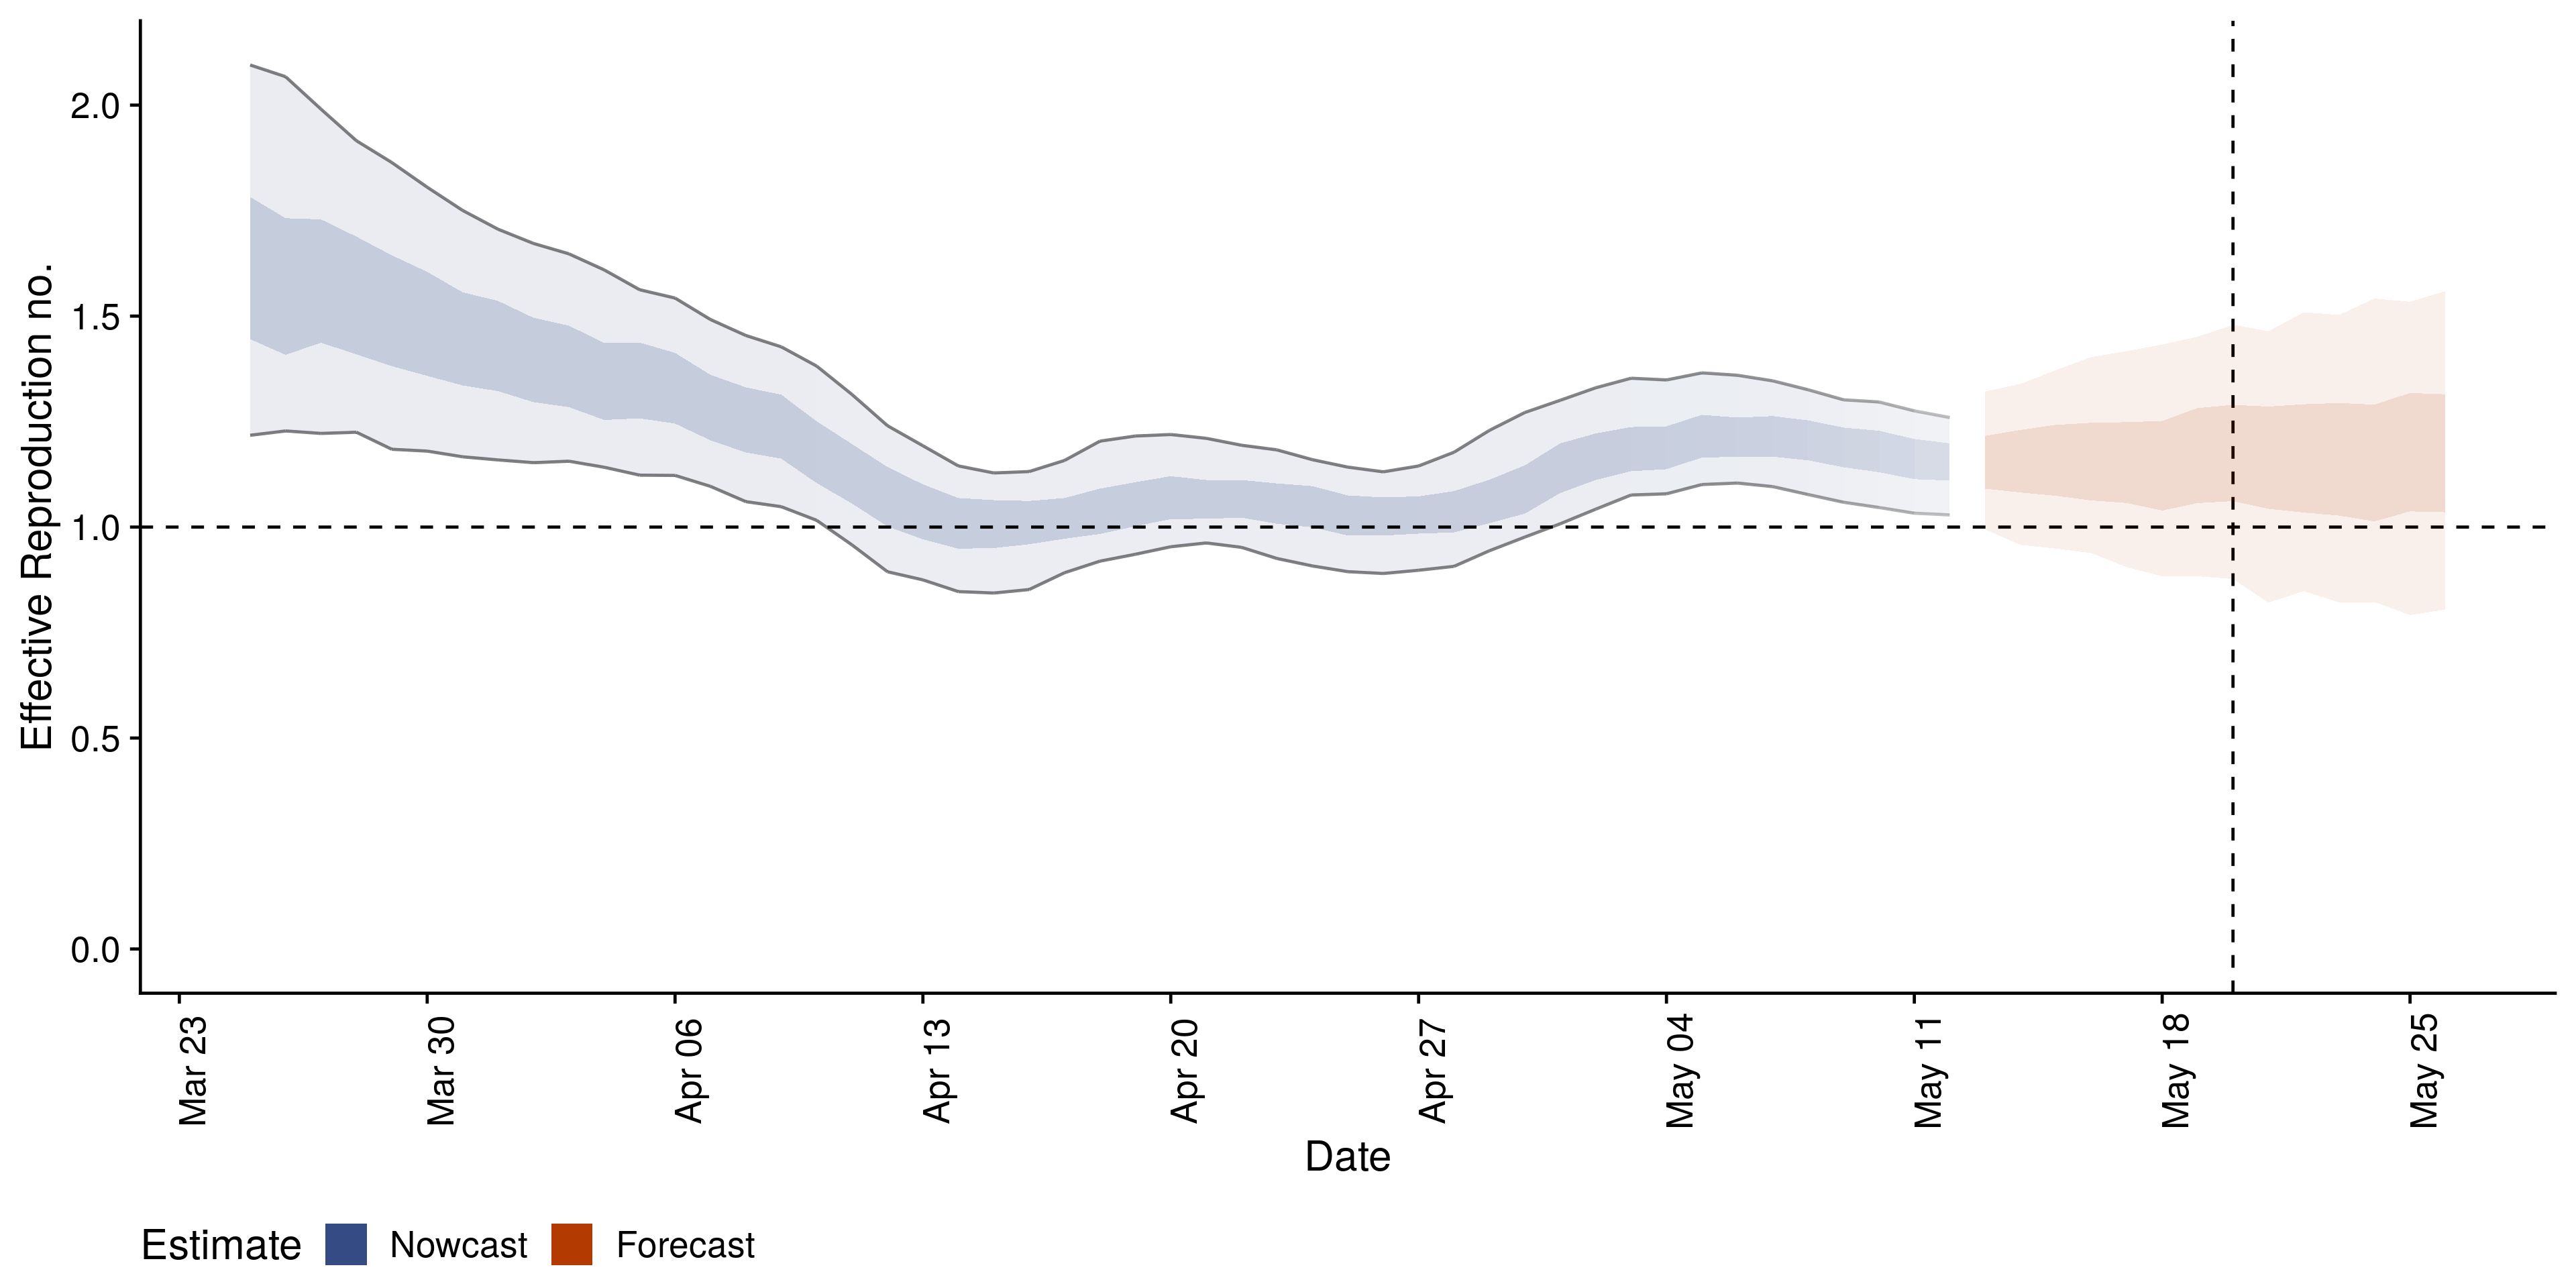 Effective Reproduction no.
2.0
1.5
1.0
0.5
0.0
Mar 23
Mar 30
Apr 06
Apr 13
Apr 20
Apr 27
May 04
May 11
May 18
May 25
Date
Estimate Nowcast Forecast